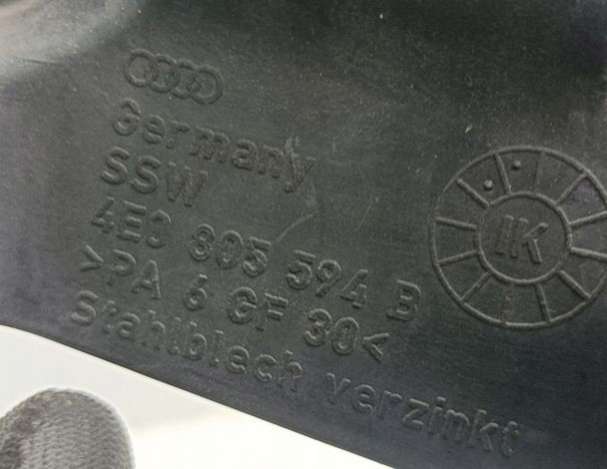 Germany
SSW
4E0 805 594 B
>PA 6 GF 30<
Stahlblech verzinkt
IK